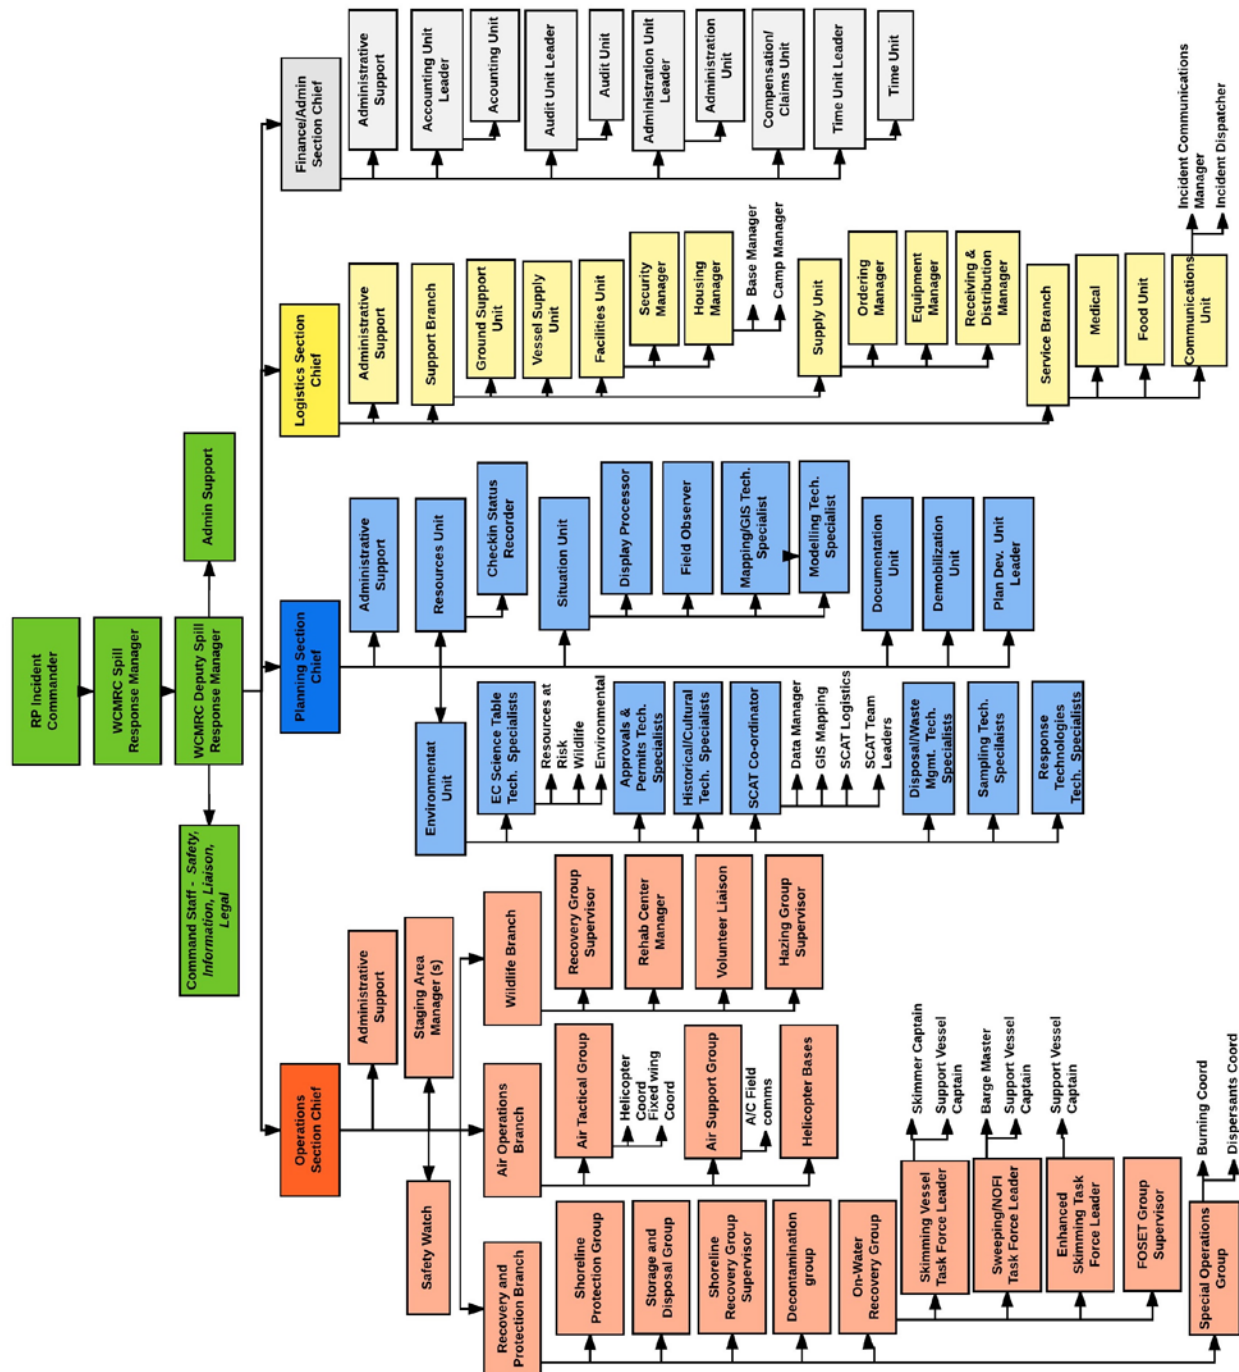 RP Incident
Commander
WCMRC Spill
Response Manager
WCMRC Deputy Spill
Response Manager
Command Staff - Safety,
Information, Liaison,
Legal
Admin Support
Operations
Section Chief
Administrative
Support
Staging Area
Manager (s)
Safety Watch
Recovery and
Protection Branch
Shoreline
Protection Group
Storage and
Disposal Group
Shoreline
Recovery Group
Supervisor
Decontamination
group
On-Water
Recovery Group
Skimming Vessel
Task Force Leader
Skimmer Captain
Support Vessel
Captain
Sweeping/NOFI
Task Force Leader
Barge Master
Support Vessel
Captain
Enhanced
Skimming Task
Force Leader
Support Vessel
Captain
FOSET Group
Supervisor
Special Operations
Group
Burning Coord
Dispersants Coord
Air Operations
Branch
Air Tactical Group
Helicopter
Coord
Fixed wing
Coord
Air Support Group
A/C Field
comms
Helicopter Bases
Wildlife Branch
Recovery Group
Supervisor
Rehab Center
Manager
Volunteer Liaison
Hazing Group
Supervisor
Planning Section
Chief
Administrative
Support
Environmentat
Unit
EC Science Table
Tech. Specialists
Resources at
Risk
Wildlife
Environmental
Approvals &
Permits Tech.
Specialists
Historical/Cultural
Tech. Specialists
SCAT Co-ordinator
Data Manager
GIS Mapping
SCAT Logistics
SCAT Team
Leaders
Disposal/Waste
Mgmt. Tech.
Specialists
Sampling Tech.
Specilaists
Response
Technologies
Tech. Specialists
Resources Unit
Checkin Status
Recorder
Situation Unit
Display Processor
Field Observer
Mapping/GIS Tech.
Specialist
Modelling Tech.
Specialist
Documentation
Unit
Demobilization
Unit
Plan Dev. Unit
Leader
Logistics Section
Chief
Administrative
Support
Support Branch
Ground Support
Unit
Vessel Supply
Unit
Facilities Unit
Security
Manager
Housing
Manager
Base Manager
Camp Manager
Supply Unit
Ordering
Manager
Equipment
Manager
Receiving &
Distribution
Manager
Service Branch
Medical
Food Unit
Communications
Unit
Incident Communications
Manager
Incident Dispatcher
Finance/Admin
Section Chief
Administrative
Support
Accounting Unit
Leader
Acounting Unit
Audit Unit Leader
Audit Unit
Administration Unit
Leader
Administration
Unit
Compensation/
Claims Unit
Time Unit Leader
Time Unit